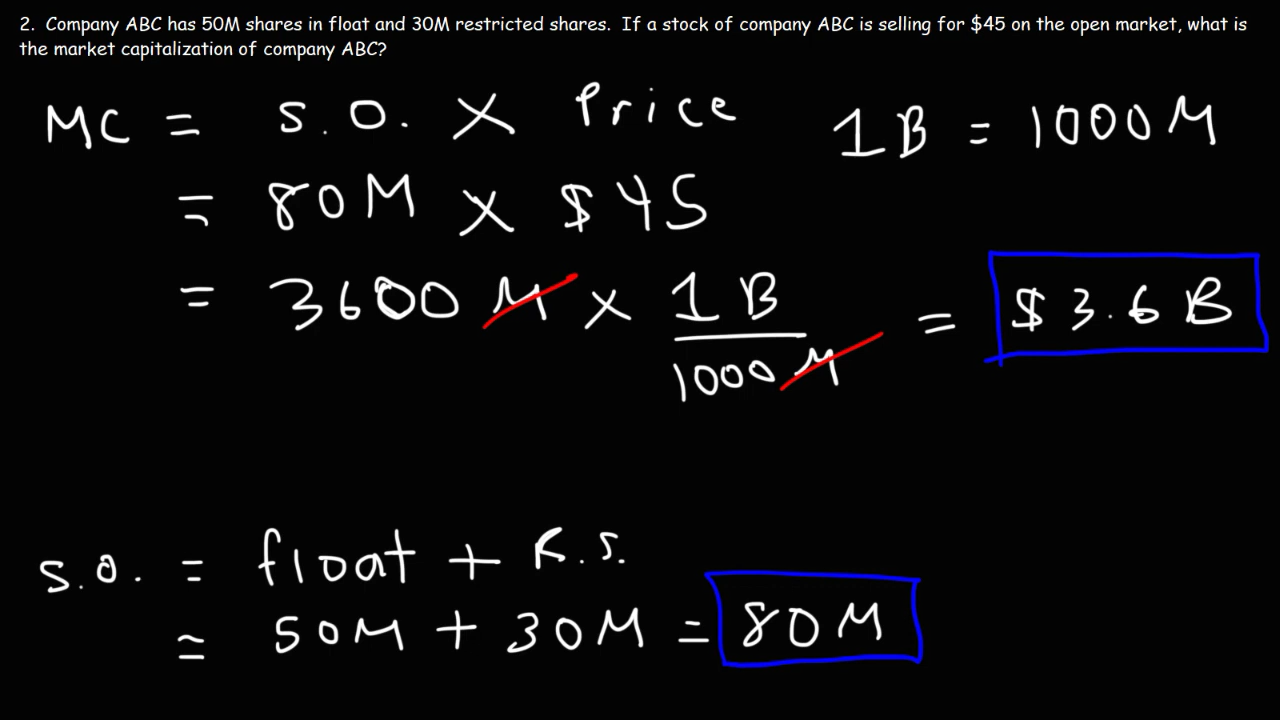 2. Company ABC has 50M shares in float and 30M restricted shares. If a stock of company ABC is selling for $45 on the open market, what is
the market capitalization of company ABC?
MC = S.O. X Price
1B = 1000M
= 80M X $45
= 3600 M x 1B
1000 M
= $3.6 B
S.O. = float + R.S.
= 50M + 30M = 80M